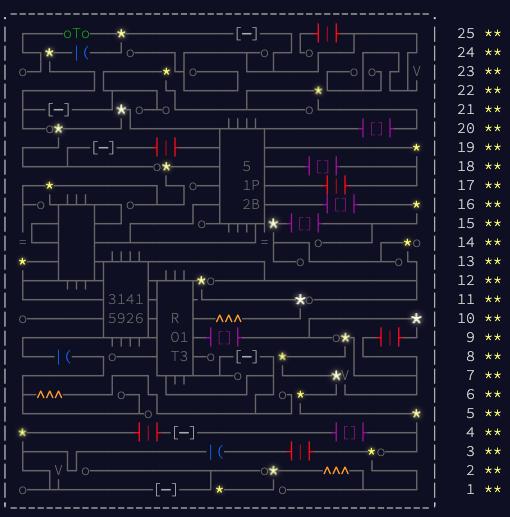 oTo 25 **
24 **
23 **
22 **
21 **
20 **
19 **
5 18 **
1P 17 **
2B 16 **
15 **
14 **
13 **
12 **
3141 11 **
5926 R 10 **
O1 9 **
T3 8 **
7 **
6 **
5 **
4 **
3 **
2 **
1 **